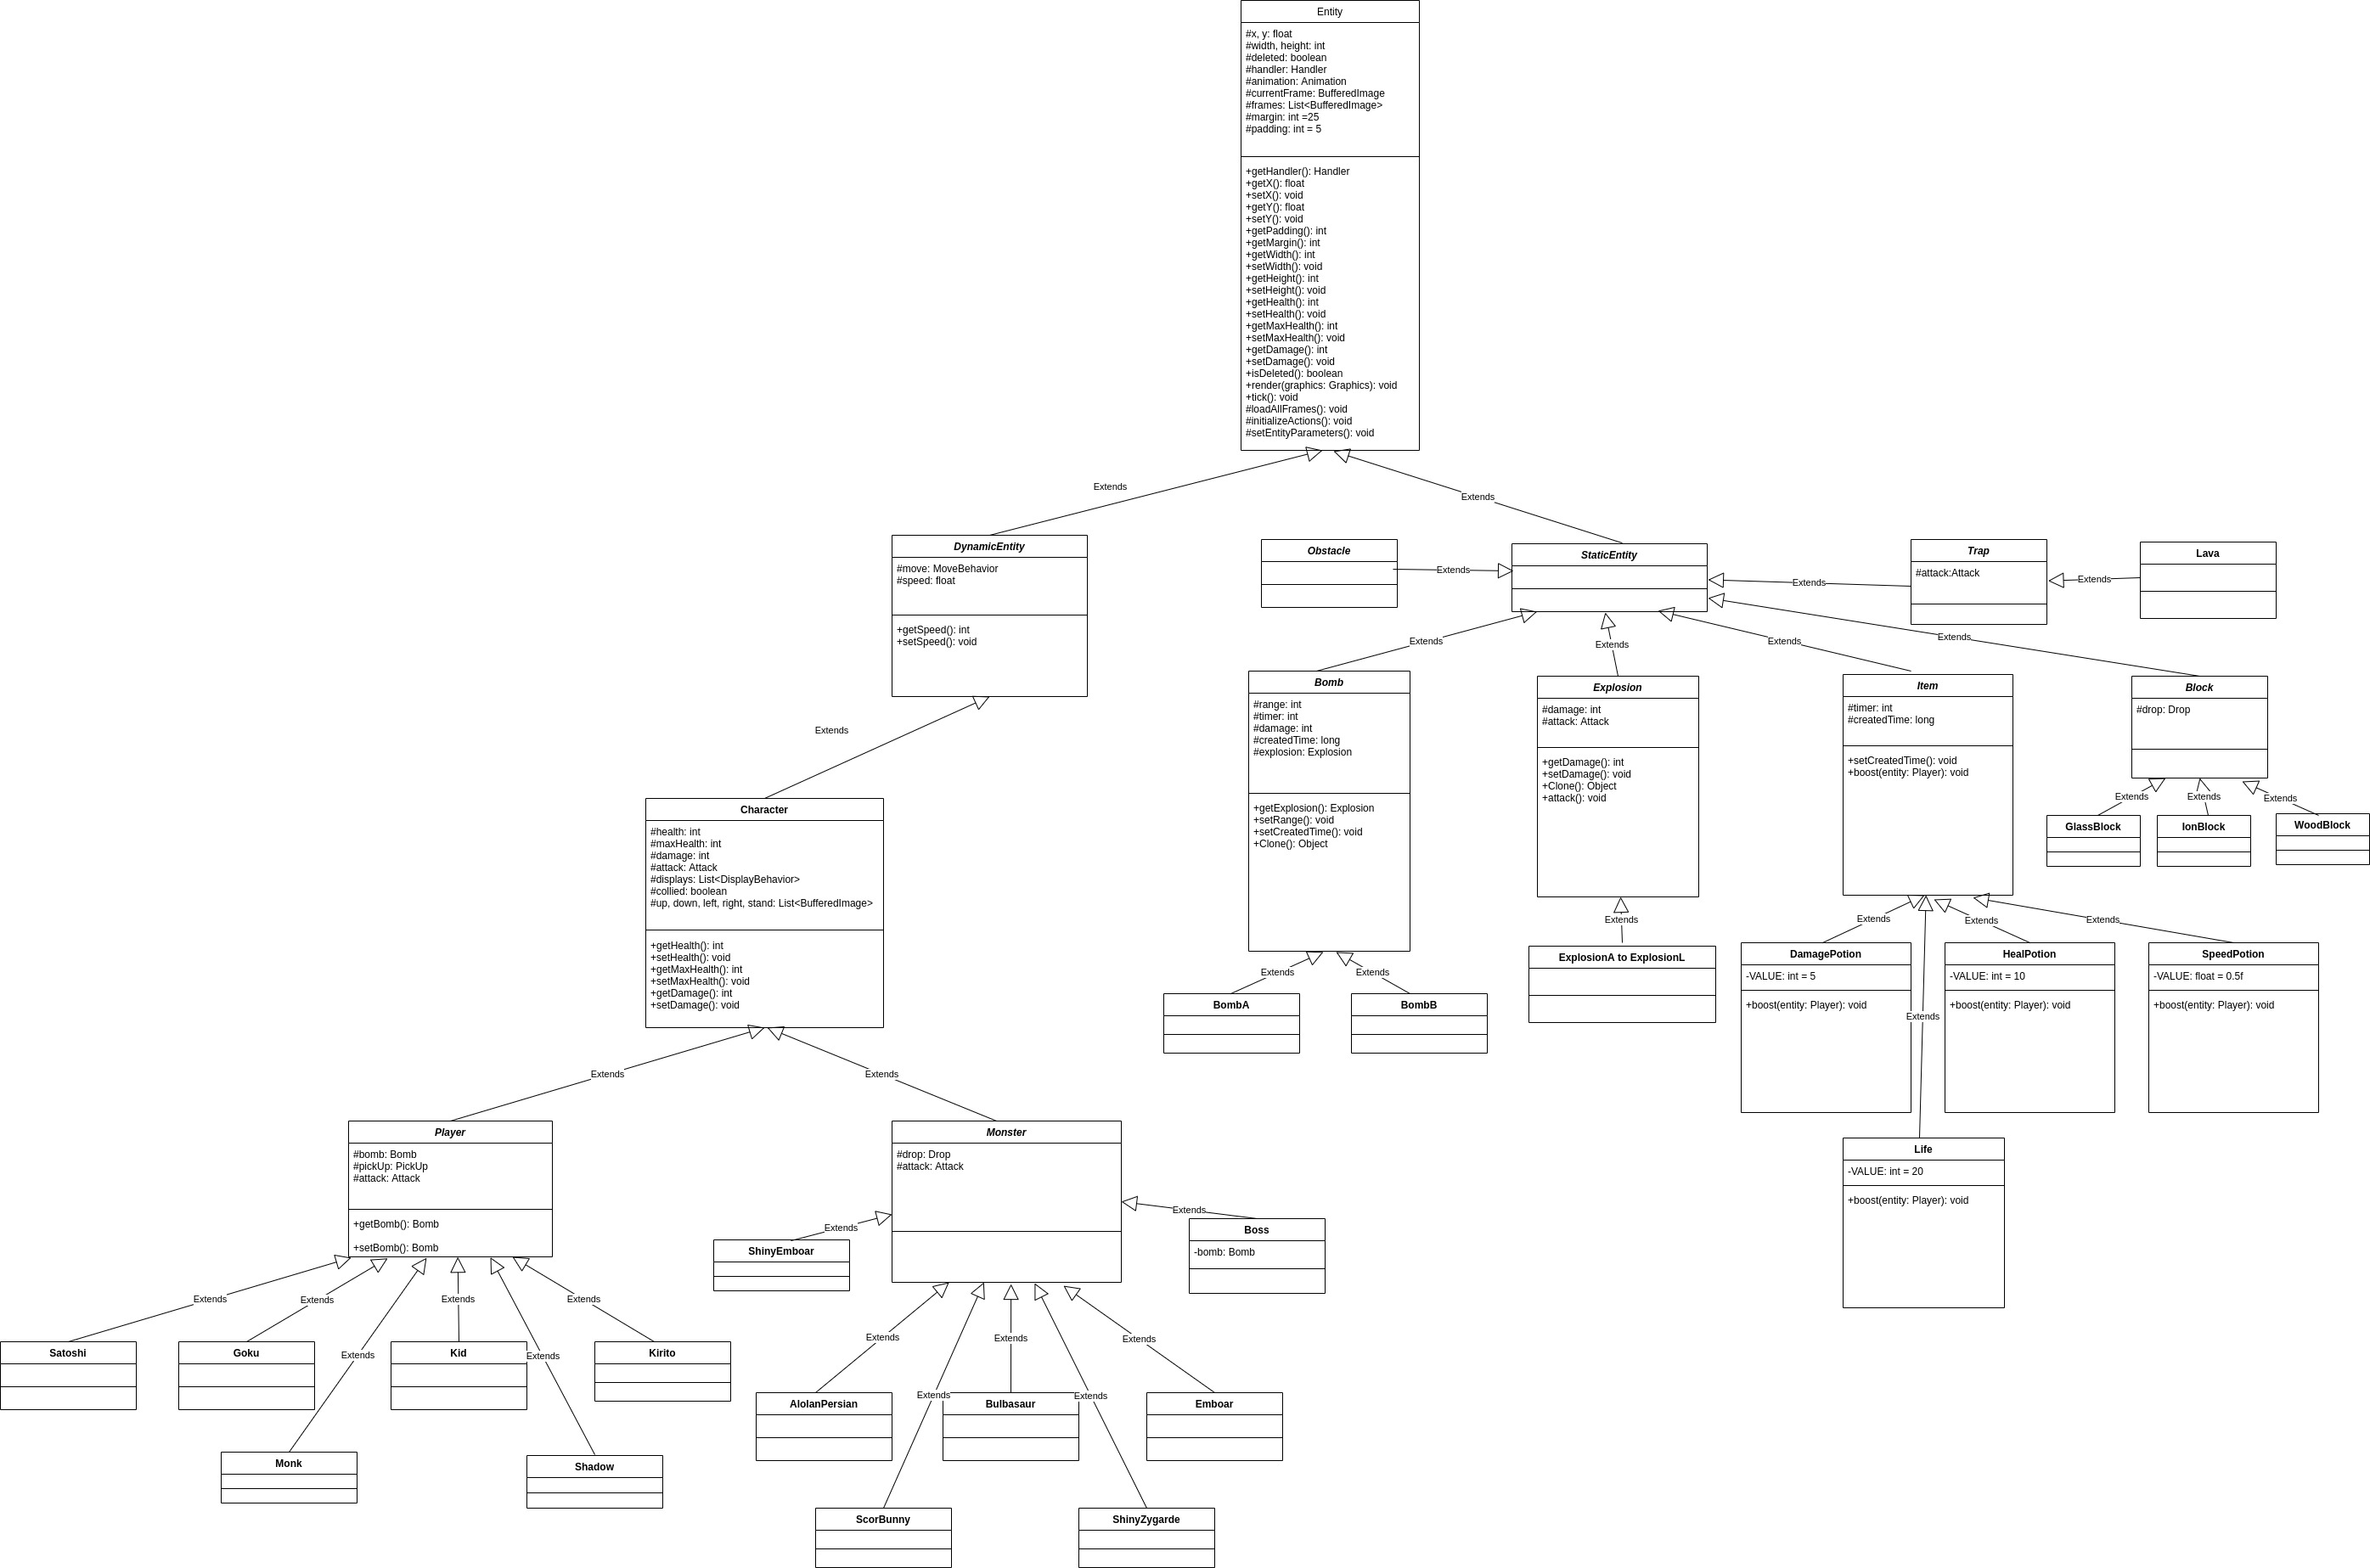 Entity
#x, y: float
#width, height: int
#deleted: boolean
#handler: Handler
#animation: Animation
#currentFrame: BufferedImage
#frames: List<BufferedImage>
#margin: int =25
#padding: int = 5
+getHandler(): Handler
+getX(): float
+setX(): void
+getY(): float
+setY(): void
+getPadding(): int
+getMargin(): int
+getWidth(): int
+setWidth(): void
+getHeight(): int
+setHeight(): void
+getHealth(): int
+setHealth(): void
+getMaxHealth(): int
+setMaxHealth(): void
+getDamage(): int
+setDamage(): void
+isDeleted(): boolean
+render(graphics: Graphics): void
+tick(): void
#loadAllFrames(): void
#initializeActions(): void
#setEntityParameters(): void
Extends
Extends
DynamicEntity
#move: MoveBehavior
#speed: float
+getSpeed(): int
+setSpeed(): void
Obstacle
Extends
StaticEntity
Extends
Trap
#attack:Attack
Extends
Lava
Extends
Extends
Extends
Extends
Bomb
#range: int
#timer: int
#damage: int
#createdTime: long
#explosion: Explosion
+getExplosion(): Explosion
+setRange(): void
+setCreatedTime(): void
+Clone(): Object
Explosion
#damage: int
#attack: Attack
+getDamage(): int
+setDamage(): void
+Clone(): Object
+attack(): void
Item
#timer: int
#createdTime: long
+setCreatedTime(): void
+boost(entity: Player): void
Block
#drop: Drop
Extends
Extends
Extends
GlassBlock
IonBlock
WoodBlock
Extends
Character
#health: int
#maxHealth: int
#damage: int
#attack: Attack
#displays: List<DisplayBehavior>
#collied: boolean
#up, down, left, right, stand: List<BufferedImage>
+getHealth(): int
+setHealth(): void
+getMaxHealth(): int
+setMaxHealth(): void
+getDamage(): int
+setDamage(): void
Extends
Extends
BombA
BombB
Extends
ExplosionA to ExplosionL
Extends
Extends
Extends
Extends
DamagePotion
-VALUE: int = 5
+boost(entity: Player): void
HealPotion
-VALUE: int = 10
+boost(entity: Player): void
SpeedPotion
-VALUE: float = 0.5f
+boost(entity: Player): void
Life
-VALUE: int = 20
+boost(entity: Player): void
Extends
Extends
Player
#bomb: Bomb
#pickUp: PickUp
#attack: Attack
+getBomb(): Bomb
+setBomb(): Bomb
Monster
#drop: Drop
#attack: Attack
Extends
ShinyEmboar
Extends
Boss
-bomb: Bomb
Extends
Extends
Extends
Extends
Extends
Extends
Satoshi
Goku
Kid
Kirito
Monk
Shadow
Extends
Extends
Extends
Extends
Extends
AlolanPersian
Bulbasaur
Emboar
ScorBunny
ShinyZygarde